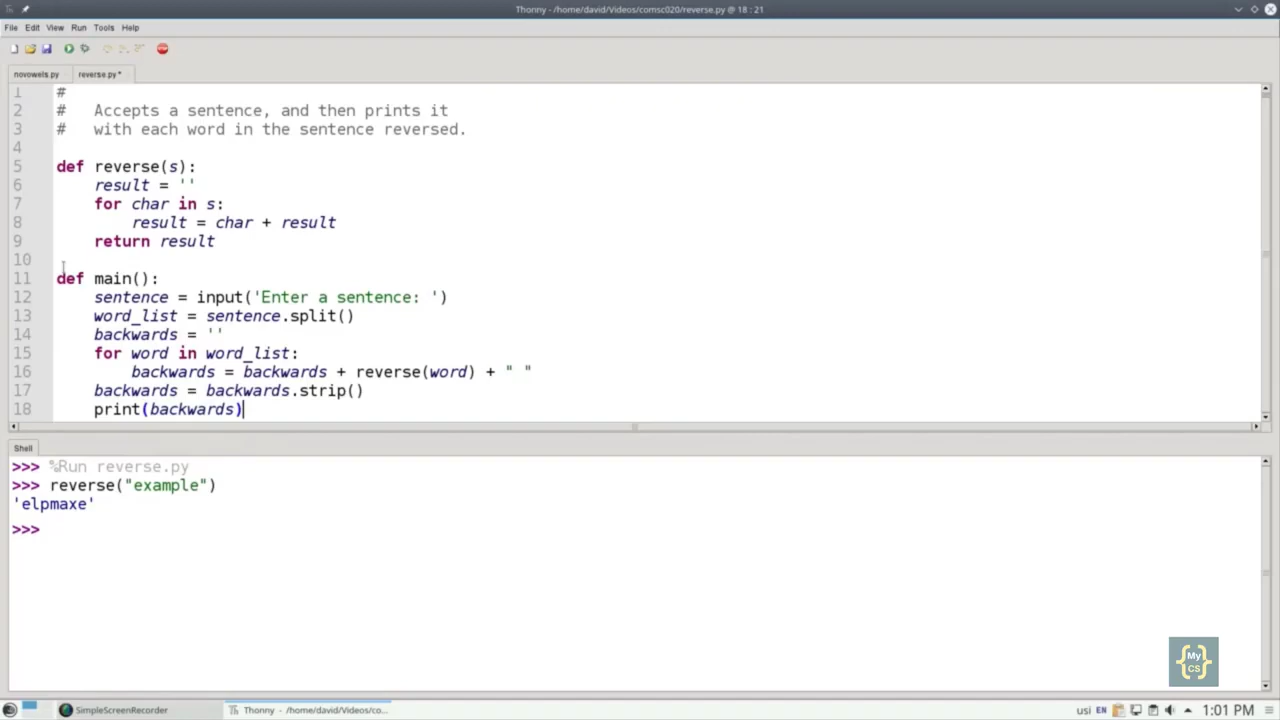 Thonny - /home/david/Videos/comsc020/reverse.py @ 18 : 21
File Edit View Run Tools Help
novowels.py reverse.py *
1 #
2 #   Accepts a sentence, and then prints it
3 #   with each word in the sentence reversed.
4
5 def reverse(s):
6     result = ''
7     for char in s:
8         result = char + result
9     return result
10
11 def main():
12     sentence = input('Enter a sentence: ')
13     word_list = sentence.split()
14     backwards = ''
15     for word in word_list:
16         backwards = backwards + reverse(word) + " "
17     backwards = backwards.strip()
18     print(backwards)
Shell
>>> %Run reverse.py
>>> reverse("example")
'elpmaxe'
>>>
{My CS}
SimpleScreenRecorder Thonny - /home/david/Videos/co... usi EN 1:01 PM